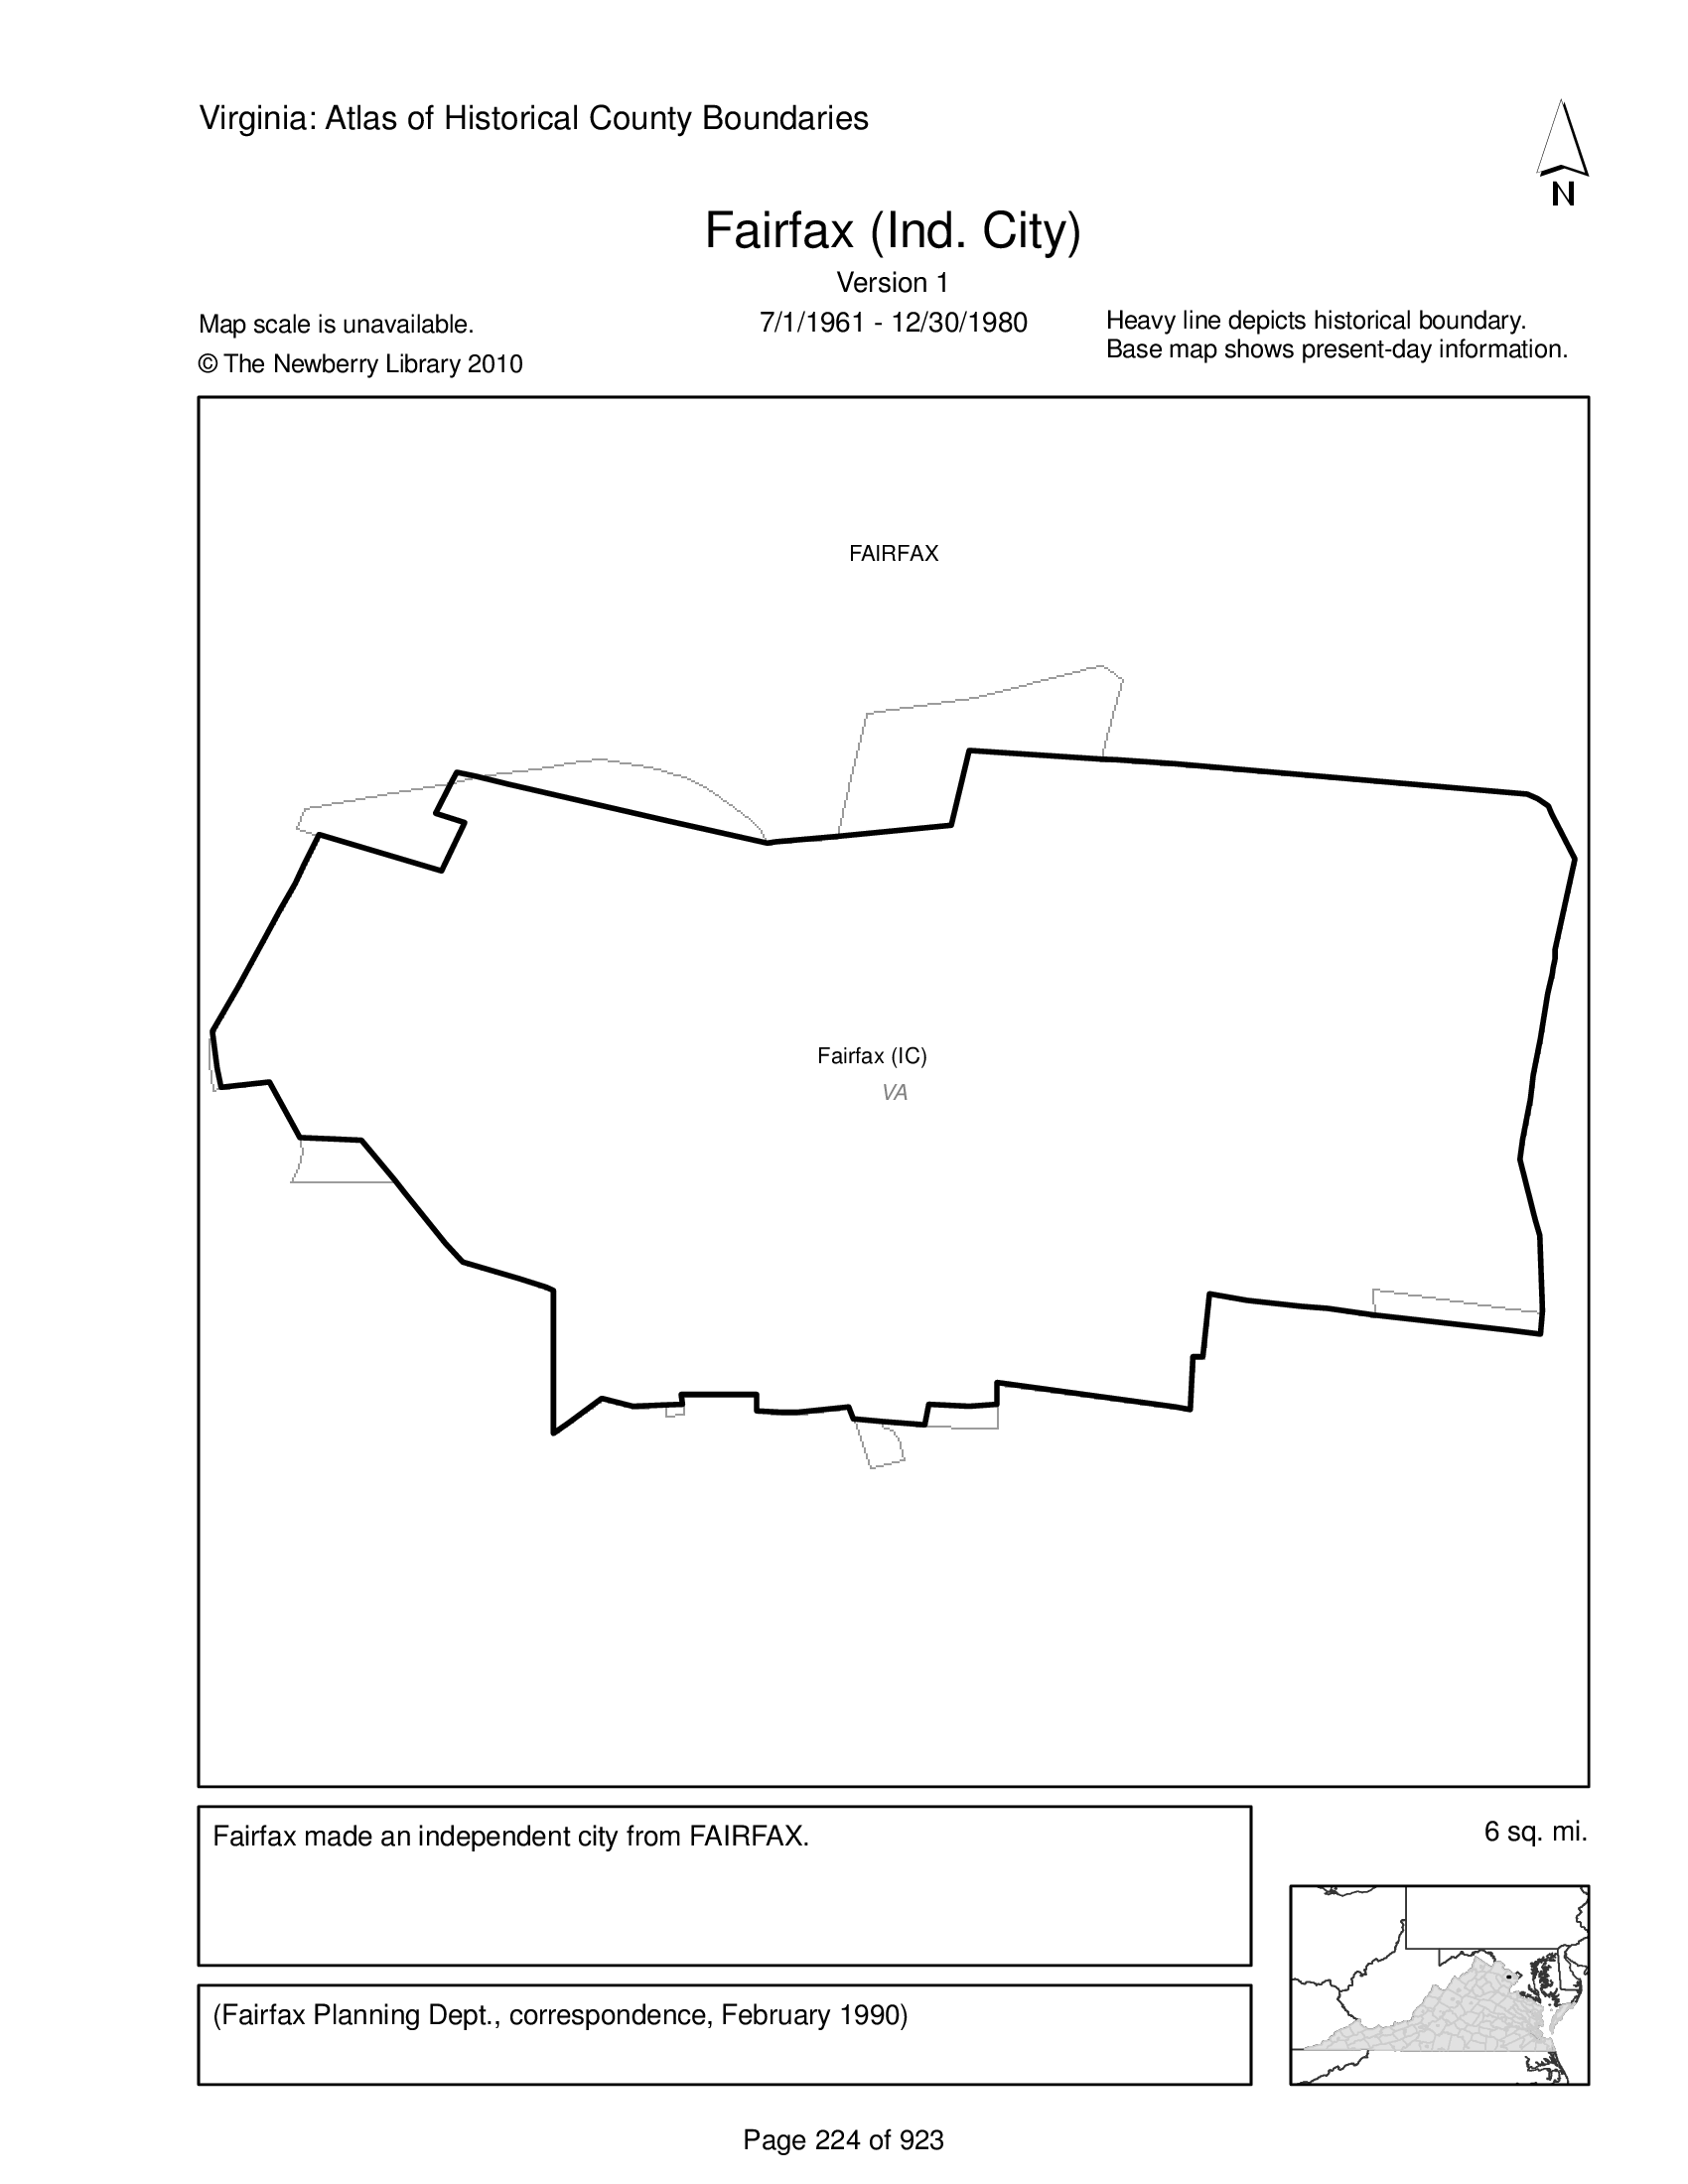 Virginia: Atlas of Historical County Boundaries
N
Fairfax (Ind. City)
Version 1
7/1/1961 - 12/30/1980
Map scale is unavailable.
© The Newberry Library 2010
Heavy line depicts historical boundary.
Base map shows present-day information.
FAIRFAX
Fairfax (IC)
VA
Fairfax made an independent city from FAIRFAX.
6 sq. mi.
(Fairfax Planning Dept., correspondence, February 1990)
Page 224 of 923